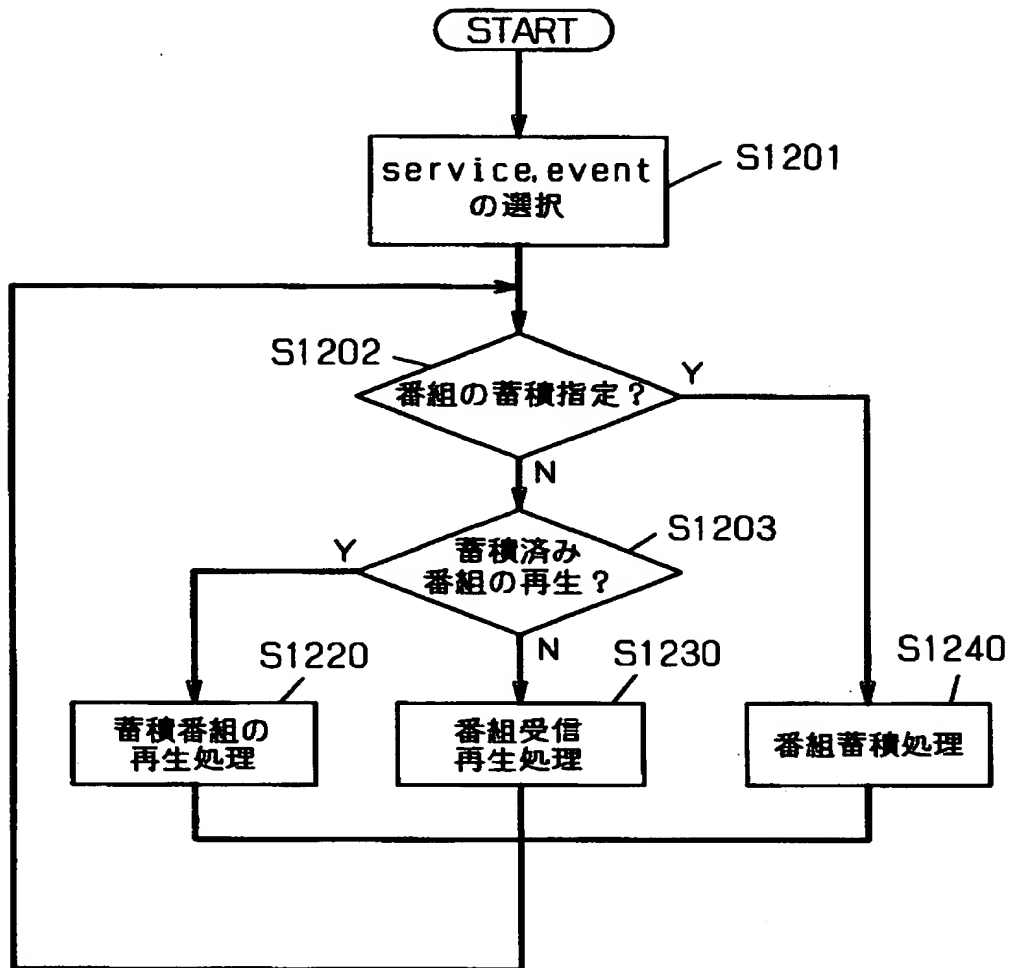 START
service,event
の選択
S1201
S1202
番組の蓄積指定？
Y
N
S1203
蓄積済み
番組の再生？
Y
N
S1220
蓄積番組の
再生処理
S1230
番組受信
再生処理
S1240
番組蓄積処理